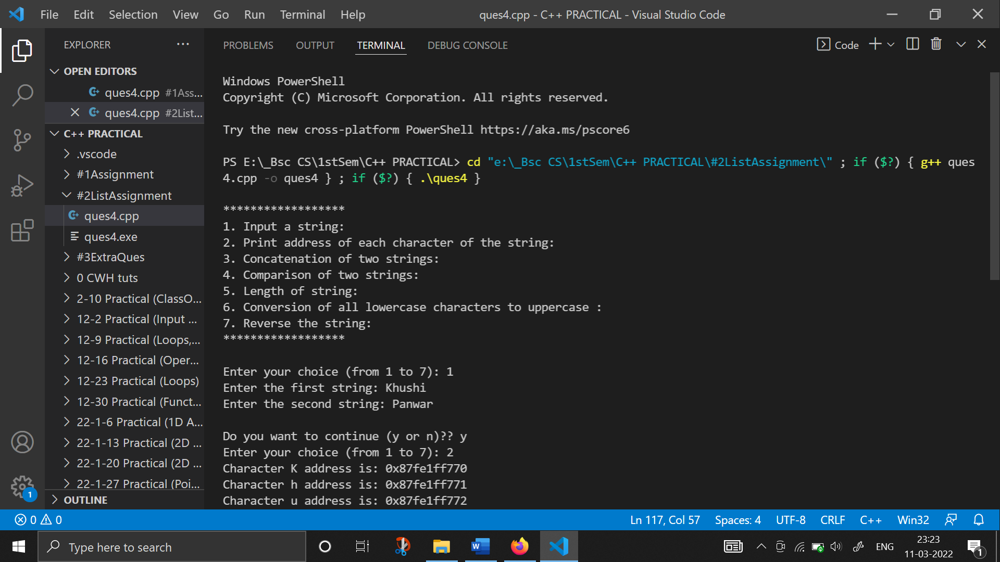 File Edit Selection View Go Run Terminal Help
ques4.cpp - C++ PRACTICAL - Visual Studio Code
EXPLORER
OPEN EDITORS
ques4.cpp #1Ass...
ques4.cpp #2List...
C++ PRACTICAL
.vscode
#1Assignment
#2ListAssignment
ques4.cpp
ques4.exe
#3ExtraQues
0 CWH tuts
2-10 Practical (ClassO...
12-2 Practical (Input ...
12-9 Practical (Loops,...
12-16 Practical (Oper...
12-23 Practical (Loops)
12-30 Practical (Funct...
22-1-6 Practical (1D A...
22-1-13 Practical (2D ...
22-1-20 Practical (2D ...
22-1-27 Practical (Poi...
OUTLINE
1
PROBLEMS OUTPUT TERMINAL DEBUG CONSOLE
Code
Windows PowerShell
Copyright (C) Microsoft Corporation. All rights reserved.
Try the new cross-platform PowerShell https://aka.ms/pscore6
PS E:\_Bsc CS\1stSem\C++ PRACTICAL> cd "e:\_Bsc CS\1stSem\C++ PRACTICAL\#2ListAssignment\" ; if ($?) { g++ ques
4.cpp -o ques4 } ; if ($?) { .\ques4 }
******************
1. Input a string:
2. Print address of each character of the string:
3. Concatenation of two strings:
4. Comparison of two strings:
5. Length of string:
6. Conversion of all lowercase characters to uppercase :
7. Reverse the string:
******************
Enter your choice (from 1 to 7): 1
Enter the first string: Khushi
Enter the second string: Panwar
Do you want to continue (y or n)?? y
Enter your choice (from 1 to 7): 2
Character K address is: 0x87fe1ff770
Character h address is: 0x87fe1ff771
Character u address is: 0x87fe1ff772
0 0
Ln 117, Col 57 Spaces: 4 UTF-8 CRLF C++ Win32
Type here to search
W
ENG
23:23
11-03-2022
1